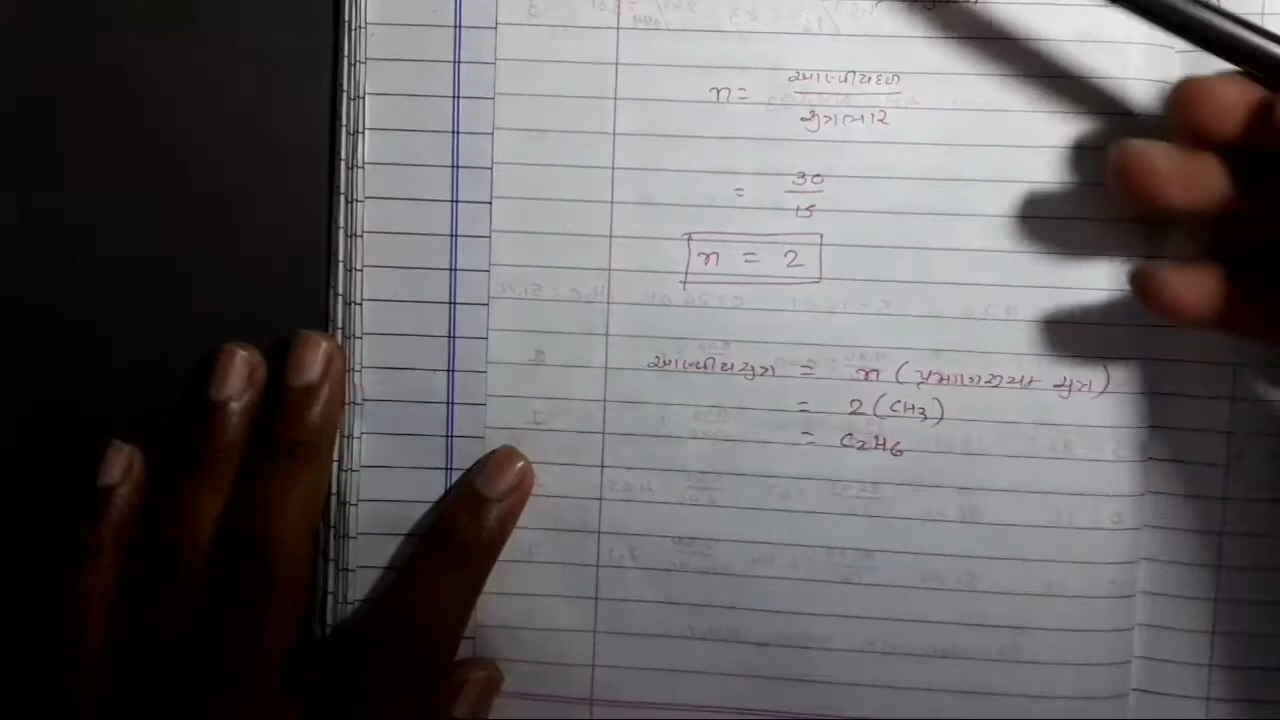 n = આણ્વીયદળ / સુત્રભાર
= 30 / 15
n = 2
આણ્વીયસુત્ર = n (પ્રમાણસૂચક સુત્ર)
= 2 (CH3)
= C2H6